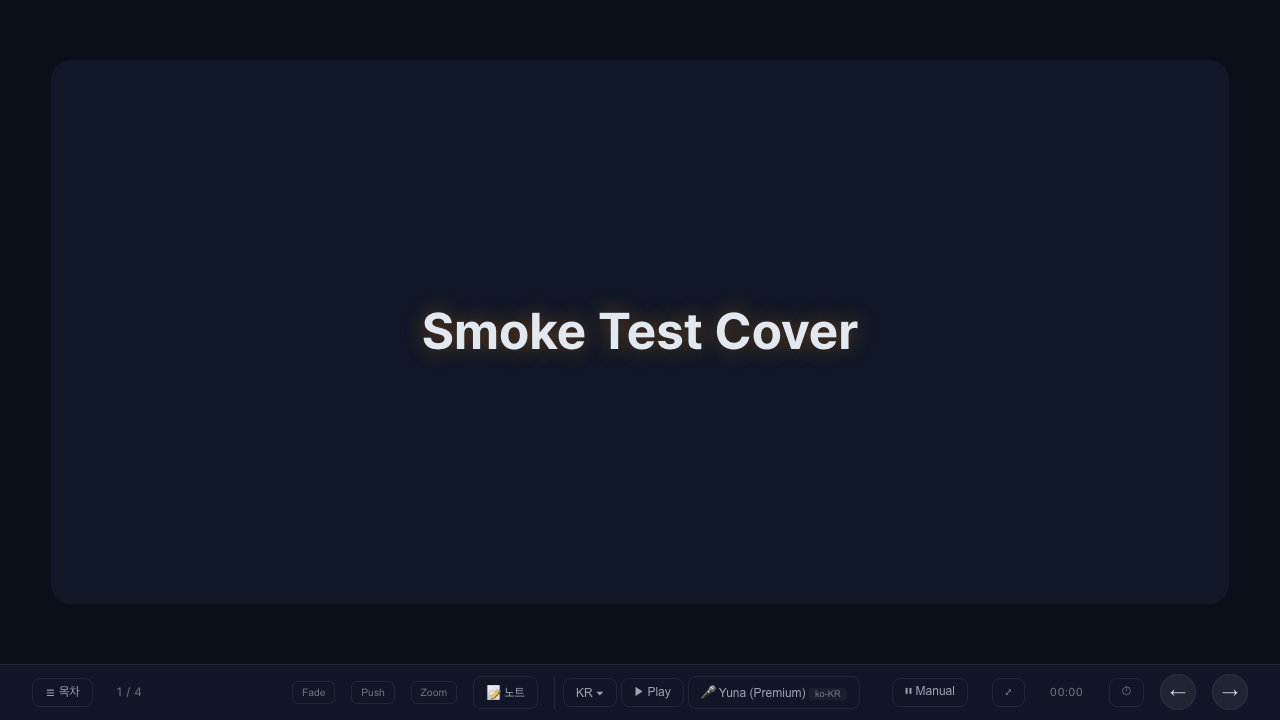 Smoke Test Cover
☰ 목차 1 / 4 Fade Push Zoom 📝 노트 KR ▾ ▶ Play 🎤 Yuna (Premium) ko-KR ⏸ Manual ⤢ 00:00 ⏱ ← →